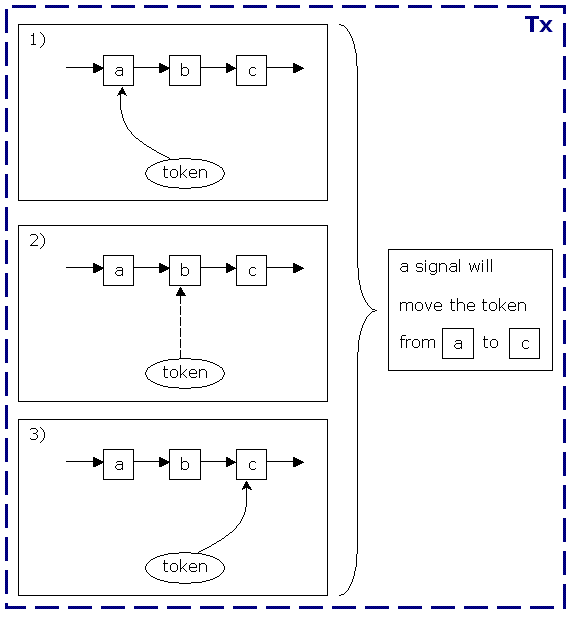 Tx
1)
a b c
token
2)
a b c
token
3)
a b c
token
a signal will
move the token
from a to c